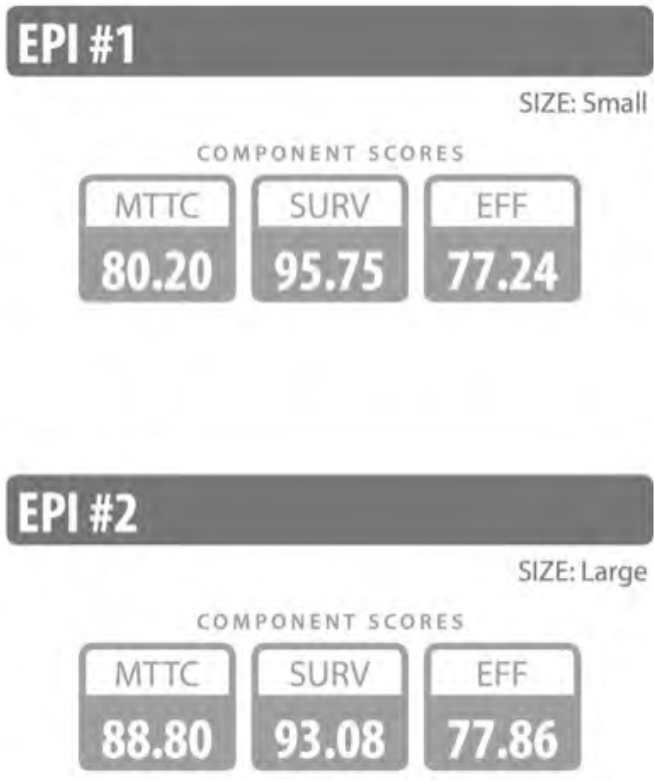 EPI #1
SIZE: Small
COMPONENT SCORES
MTTC SURV EFF
80.20 95.75 77.24
EPI #2
SIZE: Large
COMPONENT SCORES
MTTC SURV EFF
88.80 93.08 77.86